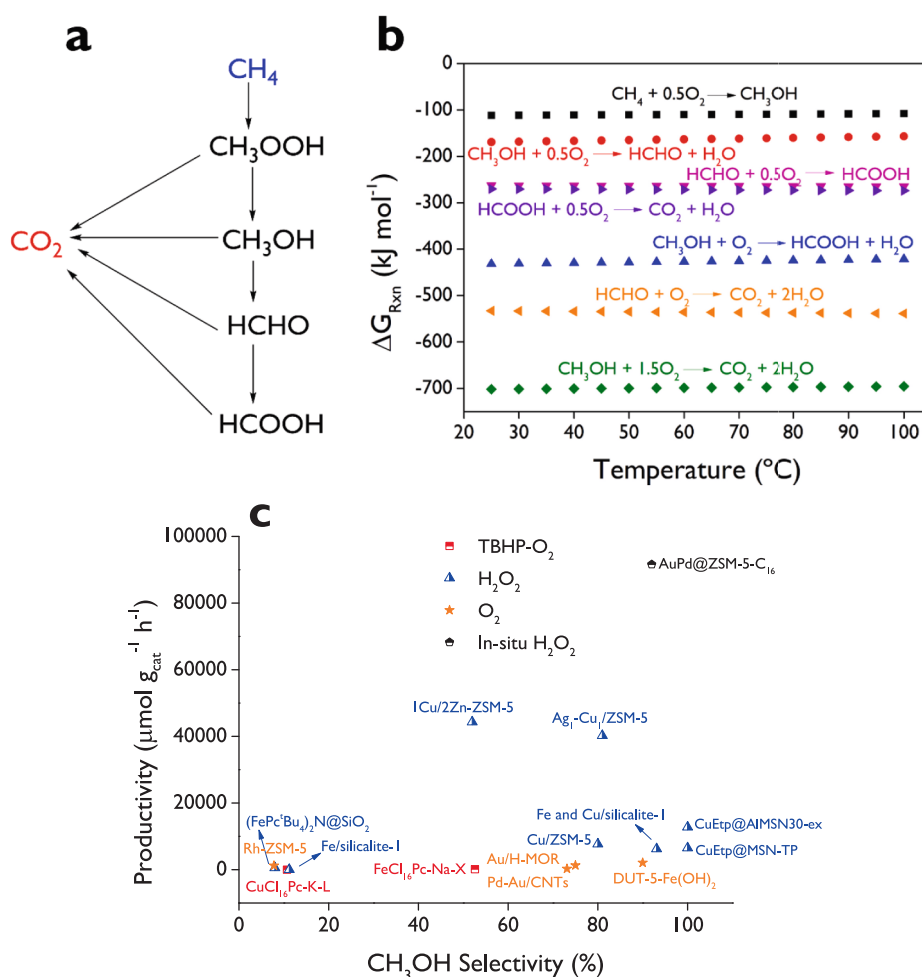 a
CH₄
CH₃OOH
CO₂
CH₃OH
HCHO
HCOOH
b
ΔG_Rxn (kJ mol⁻¹)
0
-100
-200
-300
-400
-500
-600
-700
CH₄ + 0.5O₂ → CH₃OH
CH₃OH + 0.5O₂ → HCHO + H₂O
HCHO + 0.5O₂ → HCOOH
HCOOH + 0.5O₂ → CO₂ + H₂O
CH₃OH + O₂ → HCOOH + H₂O
HCHO + O₂ → CO₂ + 2H₂O
CH₃OH + 1.5O₂ → CO₂ + 2H₂O
20 30 40 50 60 70 80 90 100
Temperature (ºC)
c
Productivity (μmol g_cat⁻¹ h⁻¹)
100000
80000
60000
40000
20000
0
TBHP-O₂
H₂O₂
O₂
In-situ H₂O₂
AuPd@ZSM-5-C₁₆
1Cu/2Zn-ZSM-5
Ag₁-Cu₁/ZSM-5
(FePcᵗBu₄)₂N@SiO₂
Rh-ZSM-5
Fe/silicalite-1
CuCl₁₆Pc-K-L
FeCl₁₆Pc-Na-X
Fe and Cu/silicalite-1
Cu/ZSM-5
Au/H-MOR
Pd-Au/CNTs
DUT-5-Fe(OH)₂
CuEtp@AlMSN30-ex
CuEtp@MSN-TP
0 20 40 60 80 100
CH₃OH Selectivity (%)